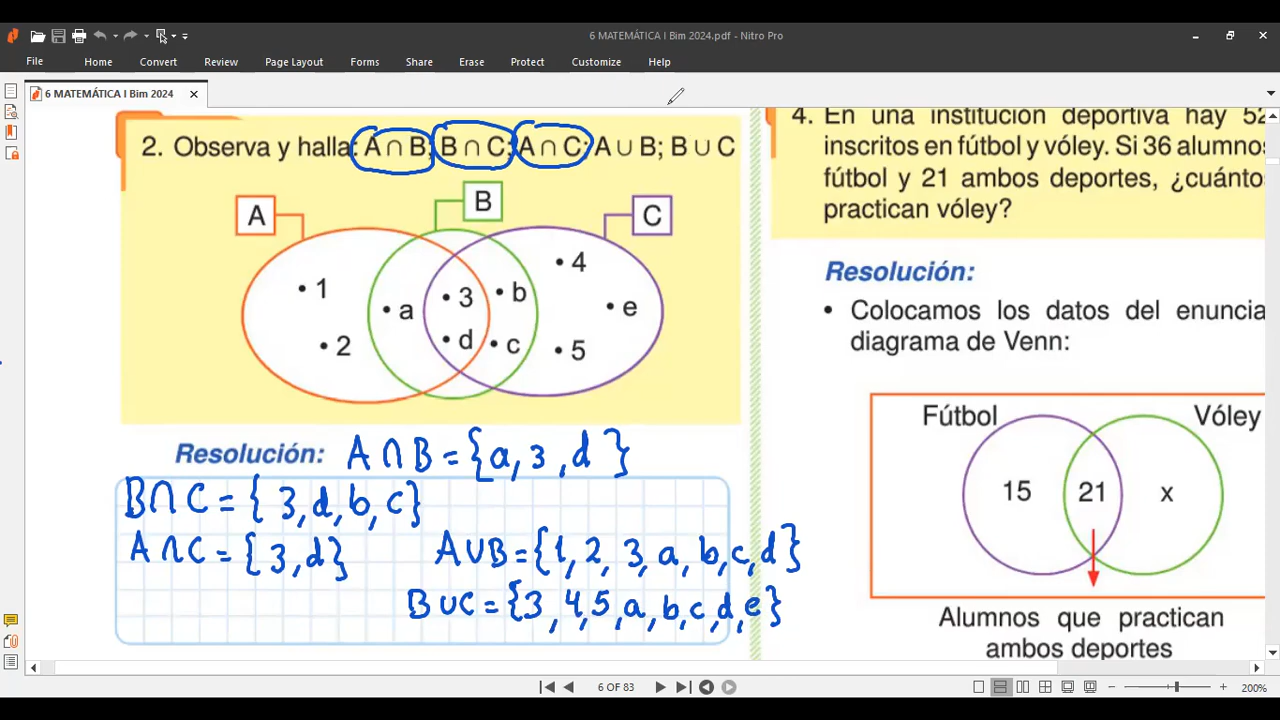 6 MATEMÁTICA I Bim 2024.pdf - Nitro Pro
File Home Convert Review Page Layout Forms Share Erase Protect Customize Help
6 MATEMÁTICA I Bim 2024
2. Observa y halla: A ∩ B; B ∩ C; A ∩ C; A ∪ B; B ∪ C
A
B
C
• 1
• 2
• a
• 3
• d
• b
• c
• 4
• e
• 5
Resolución: A ∩ B = {a, 3, d}
B ∩ C = {3, d, b, c}
A ∩ C = {3, d}
A ∪ B = {1, 2, 3, a, b, c, d}
B ∪ C = {3, 4, 5, a, b, c, d, e}
4. En una institución deportiva hay 52
inscritos en fútbol y vóley. Si 36 alumnos
fútbol y 21 ambos deportes, ¿cuánto
practican vóley?
Resolución:
• Colocamos los datos del enuncia
diagrama de Venn:
Fútbol Vóley
15 21 x
Alumnos que practican
ambos deportes
6 OF 83
200%